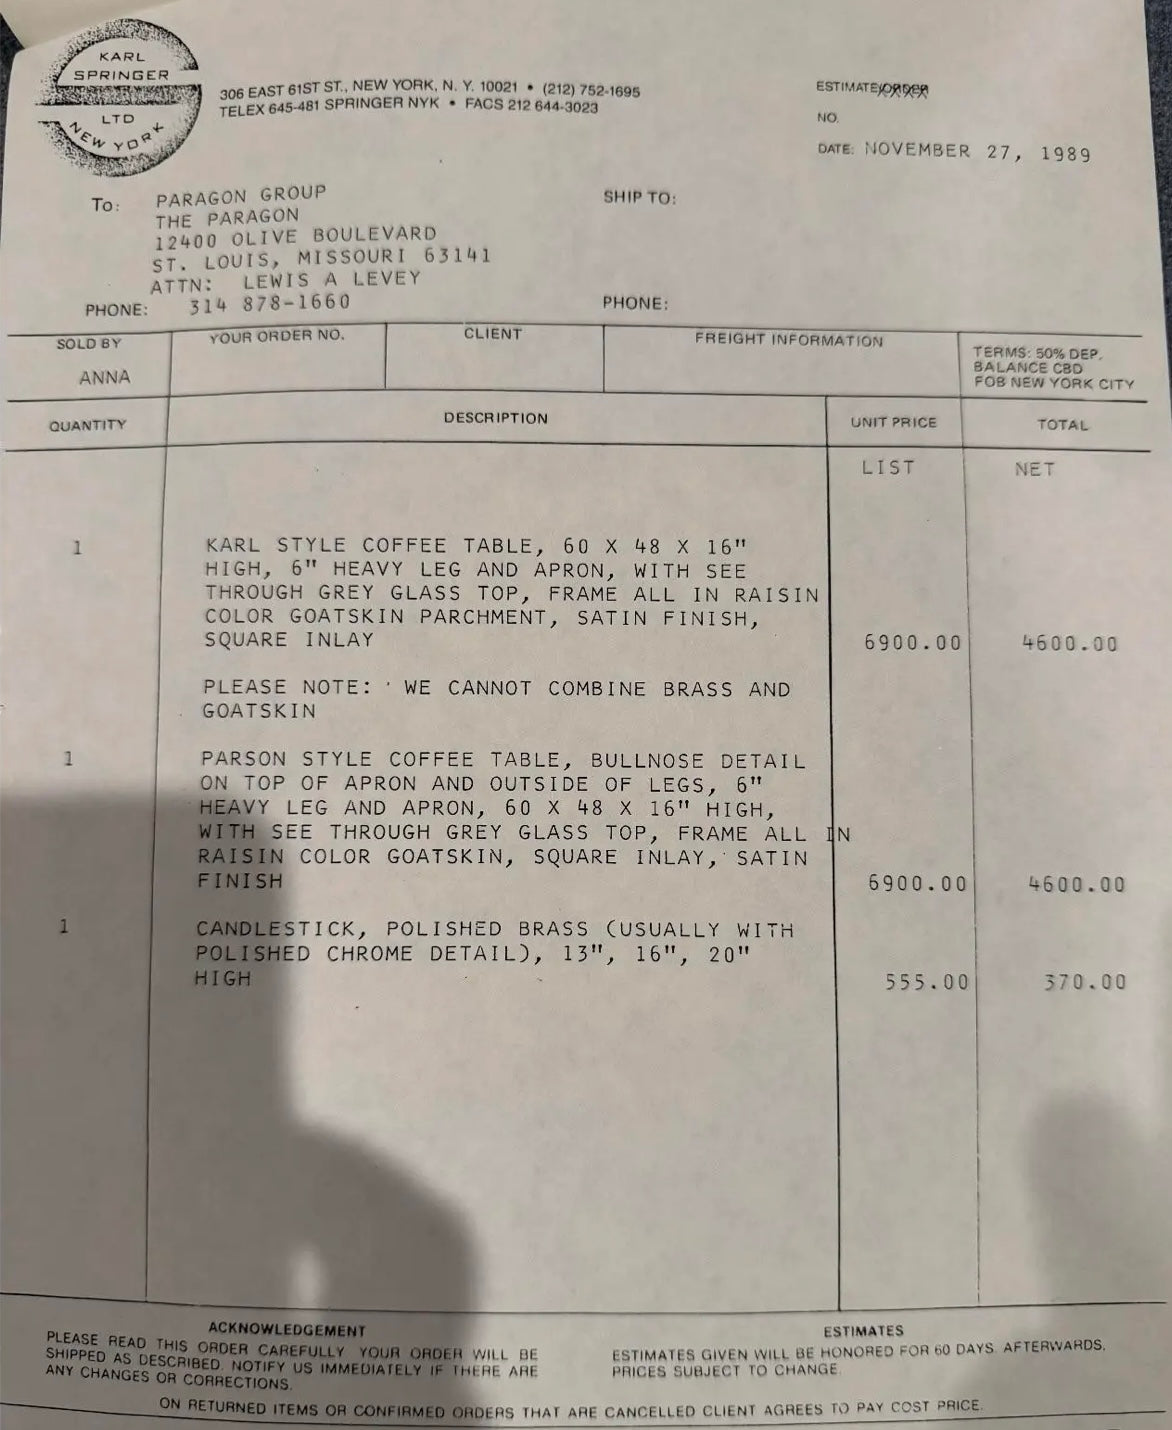 KARL
SPRINGER
LTD
NEW YORK
306 EAST 61ST ST., NEW YORK, N. Y. 10021 • (212) 752-1695
TELEX 645-481 SPRINGER NYK • FACS 212 644-3023
ESTIMATE/ORDER
NO.
DATE: NOVEMBER 27, 1989
To: PARAGON GROUP
THE PARAGON
12400 OLIVE BOULEVARD
ST. LOUIS, MISSOURI 63141
ATTN: LEWIS A LEVEY
PHONE: 314 878-1660
SHIP TO:
PHONE:
SOLD BY
ANNA
YOUR ORDER NO.
CLIENT
FREIGHT INFORMATION
TERMS: 50% DEP.
BALANCE CBD
FOB NEW YORK CITY
QUANTITY DESCRIPTION UNIT PRICE TOTAL
LIST NET
1 KARL STYLE COFFEE TABLE, 60 X 48 X 16"
HIGH, 6" HEAVY LEG AND APRON, WITH SEE
THROUGH GREY GLASS TOP, FRAME ALL IN RAISIN
COLOR GOATSKIN PARCHMENT, SATIN FINISH,
SQUARE INLAY 6900.00 4600.00
PLEASE NOTE: WE CANNOT COMBINE BRASS AND
GOATSKIN
1 PARSON STYLE COFFEE TABLE, BULLNOSE DETAIL
ON TOP OF APRON AND OUTSIDE OF LEGS, 6"
HEAVY LEG AND APRON, 60 X 48 X 16" HIGH,
WITH SEE THROUGH GREY GLASS TOP, FRAME ALL IN
RAISIN COLOR GOATSKIN, SQUARE INLAY, SATIN
FINISH 6900.00 4600.00
1 CANDLESTICK, POLISHED BRASS (USUALLY WITH
POLISHED CHROME DETAIL), 13", 16", 20"
HIGH 555.00 370.00
ACKNOWLEDGEMENT
PLEASE READ THIS ORDER CAREFULLY YOUR ORDER WILL BE
SHIPPED AS DESCRIBED. NOTIFY US IMMEDIATELY IF THERE ARE
ANY CHANGES OR CORRECTIONS.
ESTIMATES
ESTIMATES GIVEN WILL BE HONORED FOR 60 DAYS. AFTERWARDS,
PRICES SUBJECT TO CHANGE.
ON RETURNED ITEMS OR CONFIRMED ORDERS THAT ARE CANCELLED CLIENT AGREES TO PAY COST PRICE.